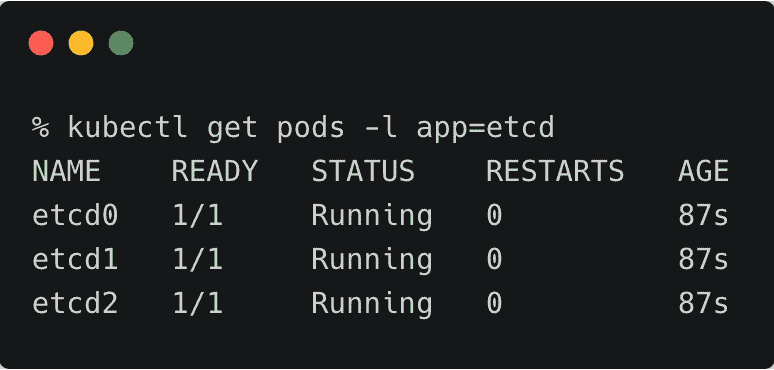 % kubectl get pods -l app=etcd
NAME    READY   STATUS    RESTARTS   AGE
etcd0   1/1     Running   0          87s
etcd1   1/1     Running   0          87s
etcd2   1/1     Running   0          87s